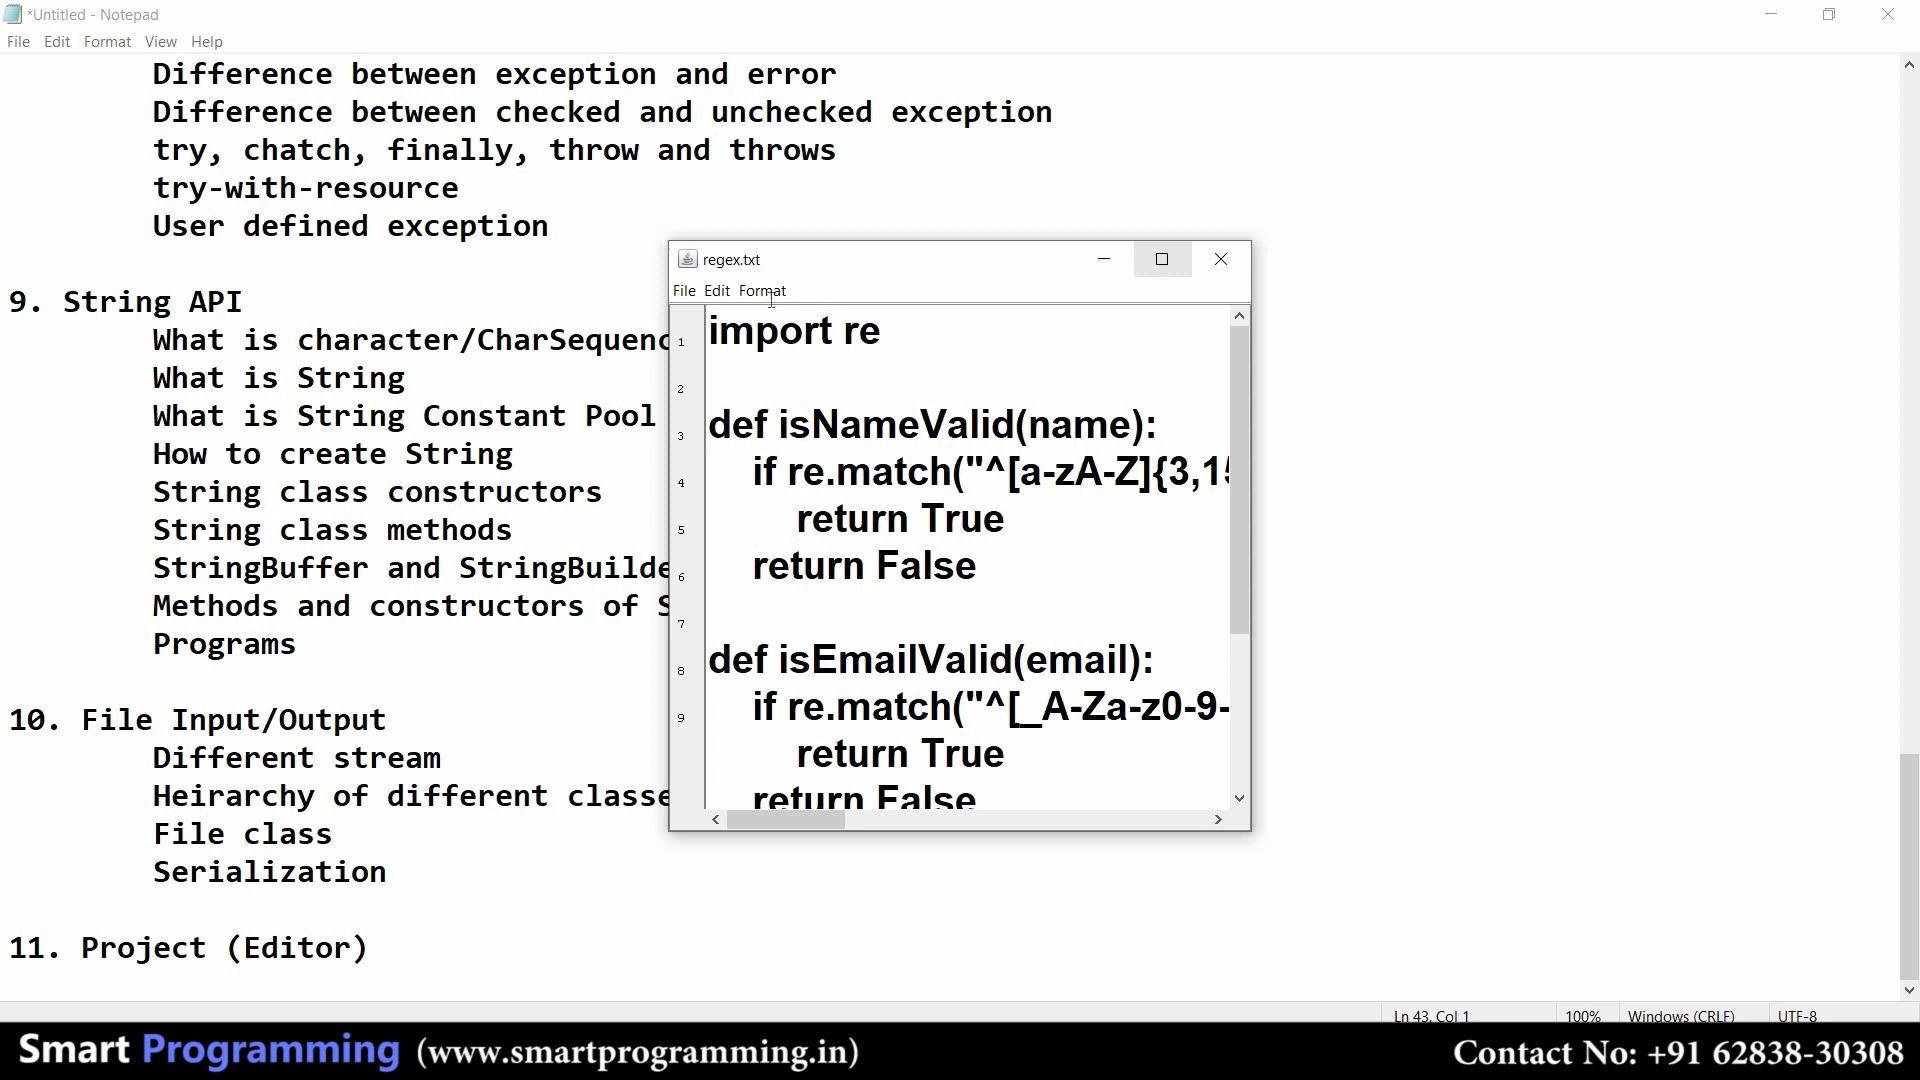 *Untitled - Notepad
File Edit Format View Help
Difference between exception and error
Difference between checked and unchecked exception
try, chatch, finally, throw and throws
try-with-resource
User defined exception
9. String API
What is character/CharSequenc
What is String
What is String Constant Pool
How to create String
String class constructors
String class methods
StringBuffer and StringBuilde
Methods and constructors of S
Programs
10. File Input/Output
Different stream
Heirarchy of different classe
File class
Serialization
11. Project (Editor)
regex.txt
File Edit Format
1 import re
2
3 def isNameValid(name):
4 if re.match("^[a-zA-Z]{3,15
5 return True
6 return False
7
8 def isEmailValid(email):
9 if re.match("^[_A-Za-z0-9-
return True
return False
Ln 43, Col 1 100% Windows (CRLF) UTF-8
Smart Programming (www.smartprogramming.in) Contact No: +91 62838-30308